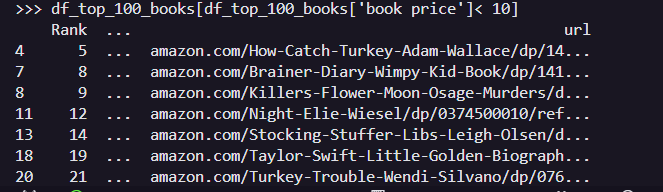 >>> df_top_100_books[df_top_100_books['book price']< 10]
Rank ... url
4 5 ... amazon.com/How-Catch-Turkey-Adam-Wallace/dp/14...
7 8 ... amazon.com/Brainer-Diary-Wimpy-Kid-Book/dp/141...
8 9 ... amazon.com/Killers-Flower-Moon-Osage-Murders/d...
11 12 ... amazon.com/Night-Elie-Wiesel/dp/0374500010/ref...
13 14 ... amazon.com/Stocking-Stuffer-Libs-Leigh-Olsen/d...
18 19 ... amazon.com/Taylor-Swift-Little-Golden-Biograph...
20 21 ... amazon.com/Turkey-Trouble-Wendi-Silvano/dp/076...